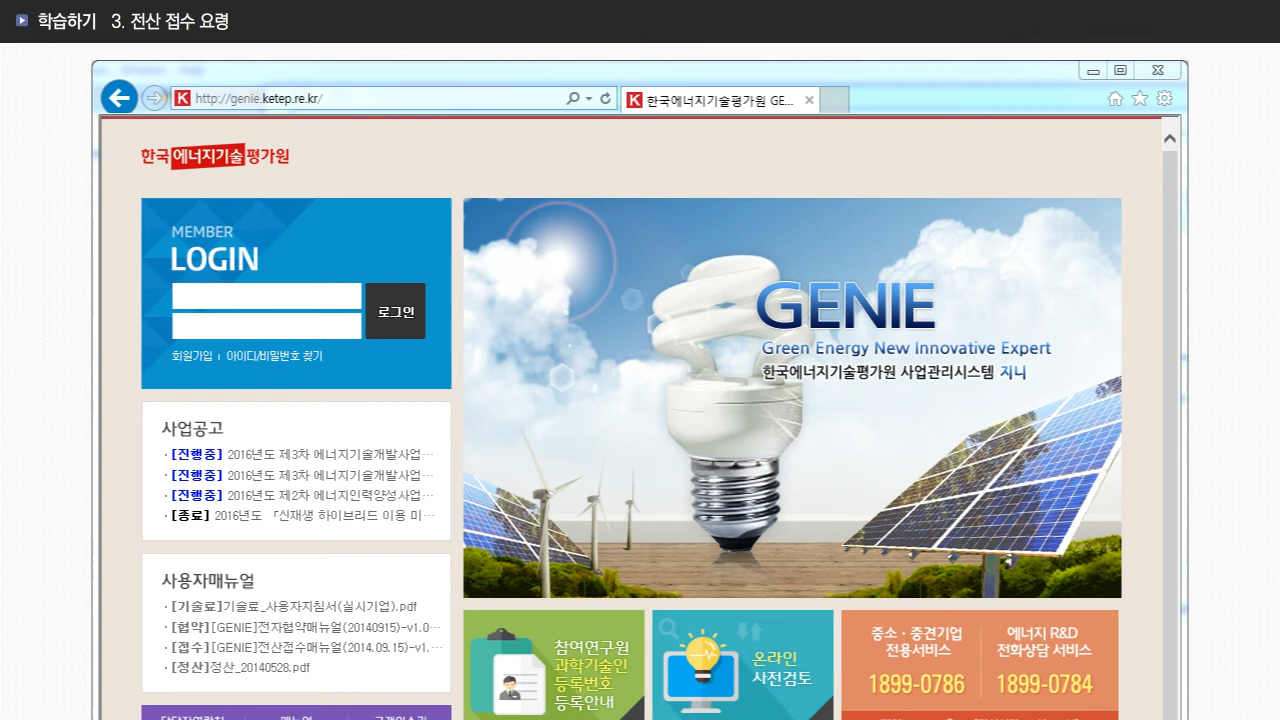 학습하기 3. 전산 접수 요령
http://genie.ketep.re.kr/
한국에너지기술평가원 GE...
한국에너지기술평가원
MEMBER
LOGIN
로그인
회원가입 | 아이디/비밀번호 찾기
GENIE
Green Energy New Innovative Expert
한국에너지기술평가원 사업관리시스템 지니
사업공고
· [진행중] 2016년도 제3차 에너지기술개발사업…
· [진행중] 2016년도 제3차 에너지기술개발사업…
· [진행중] 2016년도 제2차 에너지인력양성사업…
· [종료] 2016년도 「신재생 하이브리드 이용 미…
사용자매뉴얼
· [기술료]기술료_사용자지침서(실시기업).pdf
· [협약][GENIE]전자협약매뉴얼(20140915)-v1.0…
· [접수][GENIE]전산접수매뉴얼(2014.09.15)-v1.…
· [정산]정산_20140528.pdf
참여연구원
과학기술인
등록번호
등록안내
온라인
사전검토
중소 · 중견기업
전용서비스
1899-0786
에너지 R&D
전화상담 서비스
1899-0784